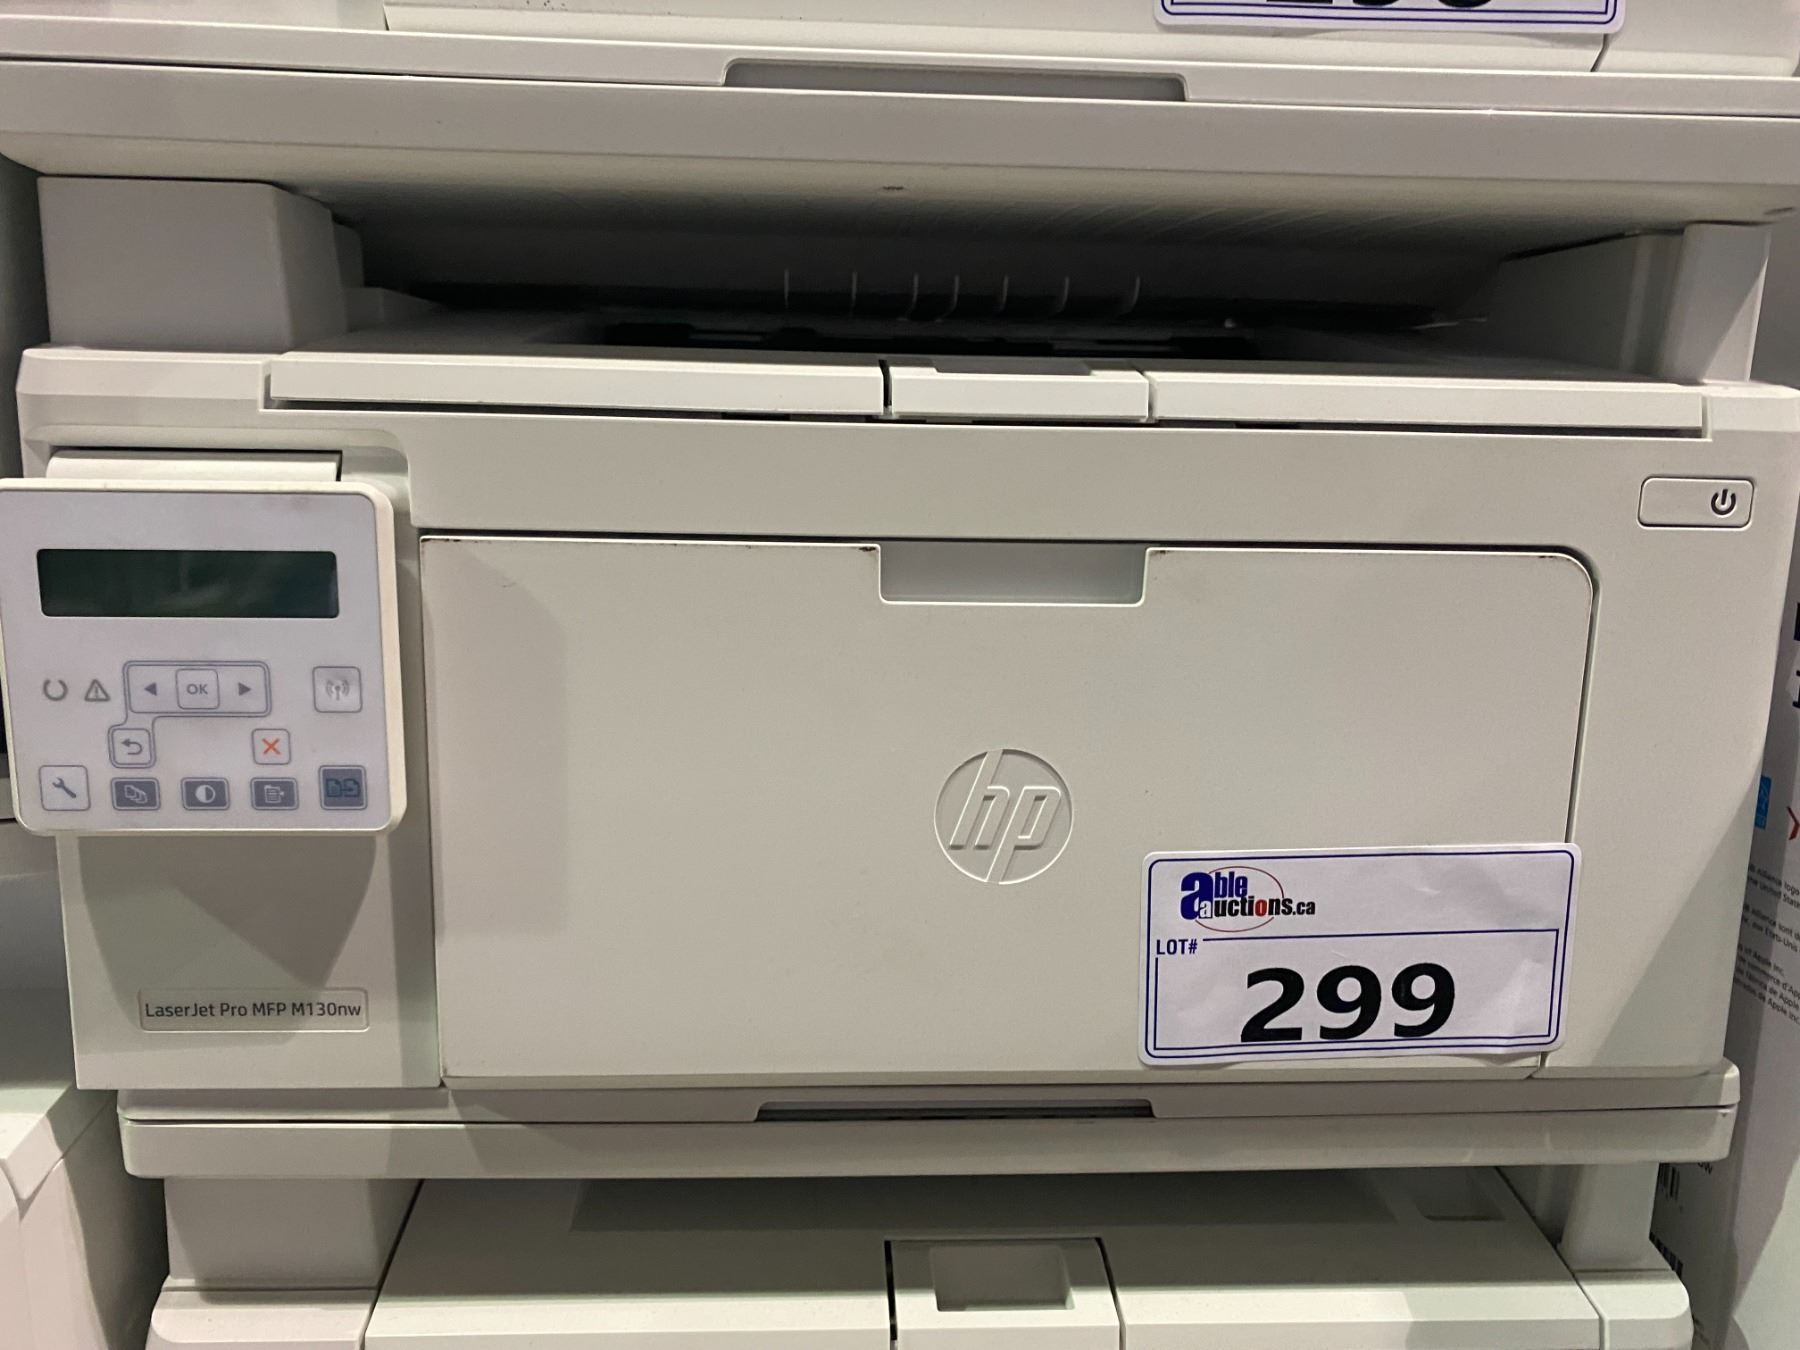 OK
hp
LaserJet Pro MFP M130nw
able
auctions.ca
LOT#
299